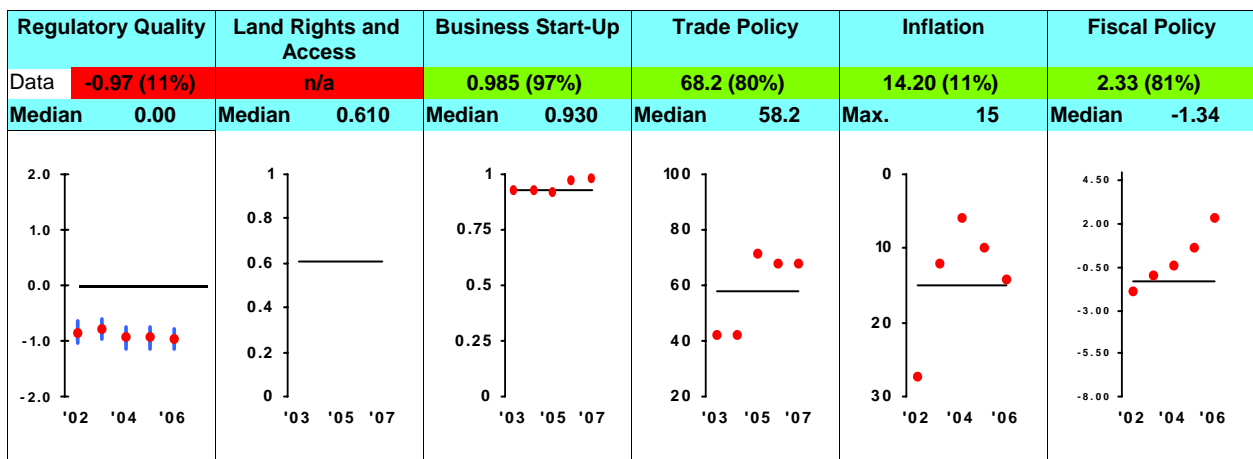 Regulatory Quality
Land Rights and
Access
Business Start-Up
Trade Policy
Inflation
Fiscal Policy
Data -0.97 (11%)
n/a
0.985 (97%)
68.2 (80%)
14.20 (11%)
2.33 (81%)
Median 0.00
Median 0.610
Median 0.930
Median 58.2
Max. 15
Median -1.34
2.0
1.0
0.0
-1.0
-2.0
'02 '04 '06
1
0.8
0.6
0.4
0.2
0
'03 '05 '07
1
0.75
0.5
0.25
0
'03 '05 '07
100
80
60
40
20
'03 '05 '07
0
10
20
30
'02 '04 '06
4.50
2.00
-0.50
-3.00
-5.50
-8.00
'02 '04 '06